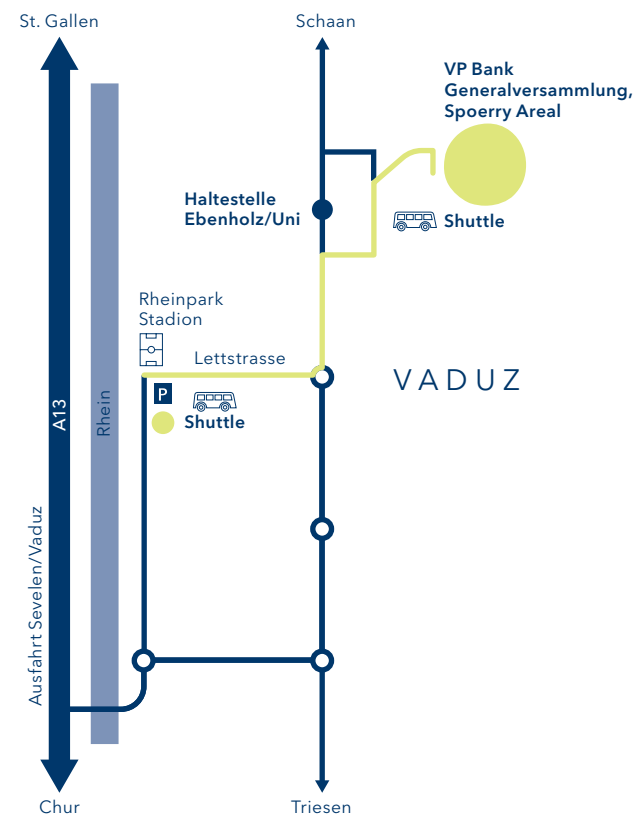 St. Gallen
Schaan
VP Bank
Generalversammlung,
Spoerry Areal
Haltestelle
Ebenholz/Uni
Shuttle
Rheinpark
Stadion
Lettstrasse
VADUZ
P
Shuttle
A13
Rhein
Ausfahrt Sevelen/Vaduz
Chur
Triesen